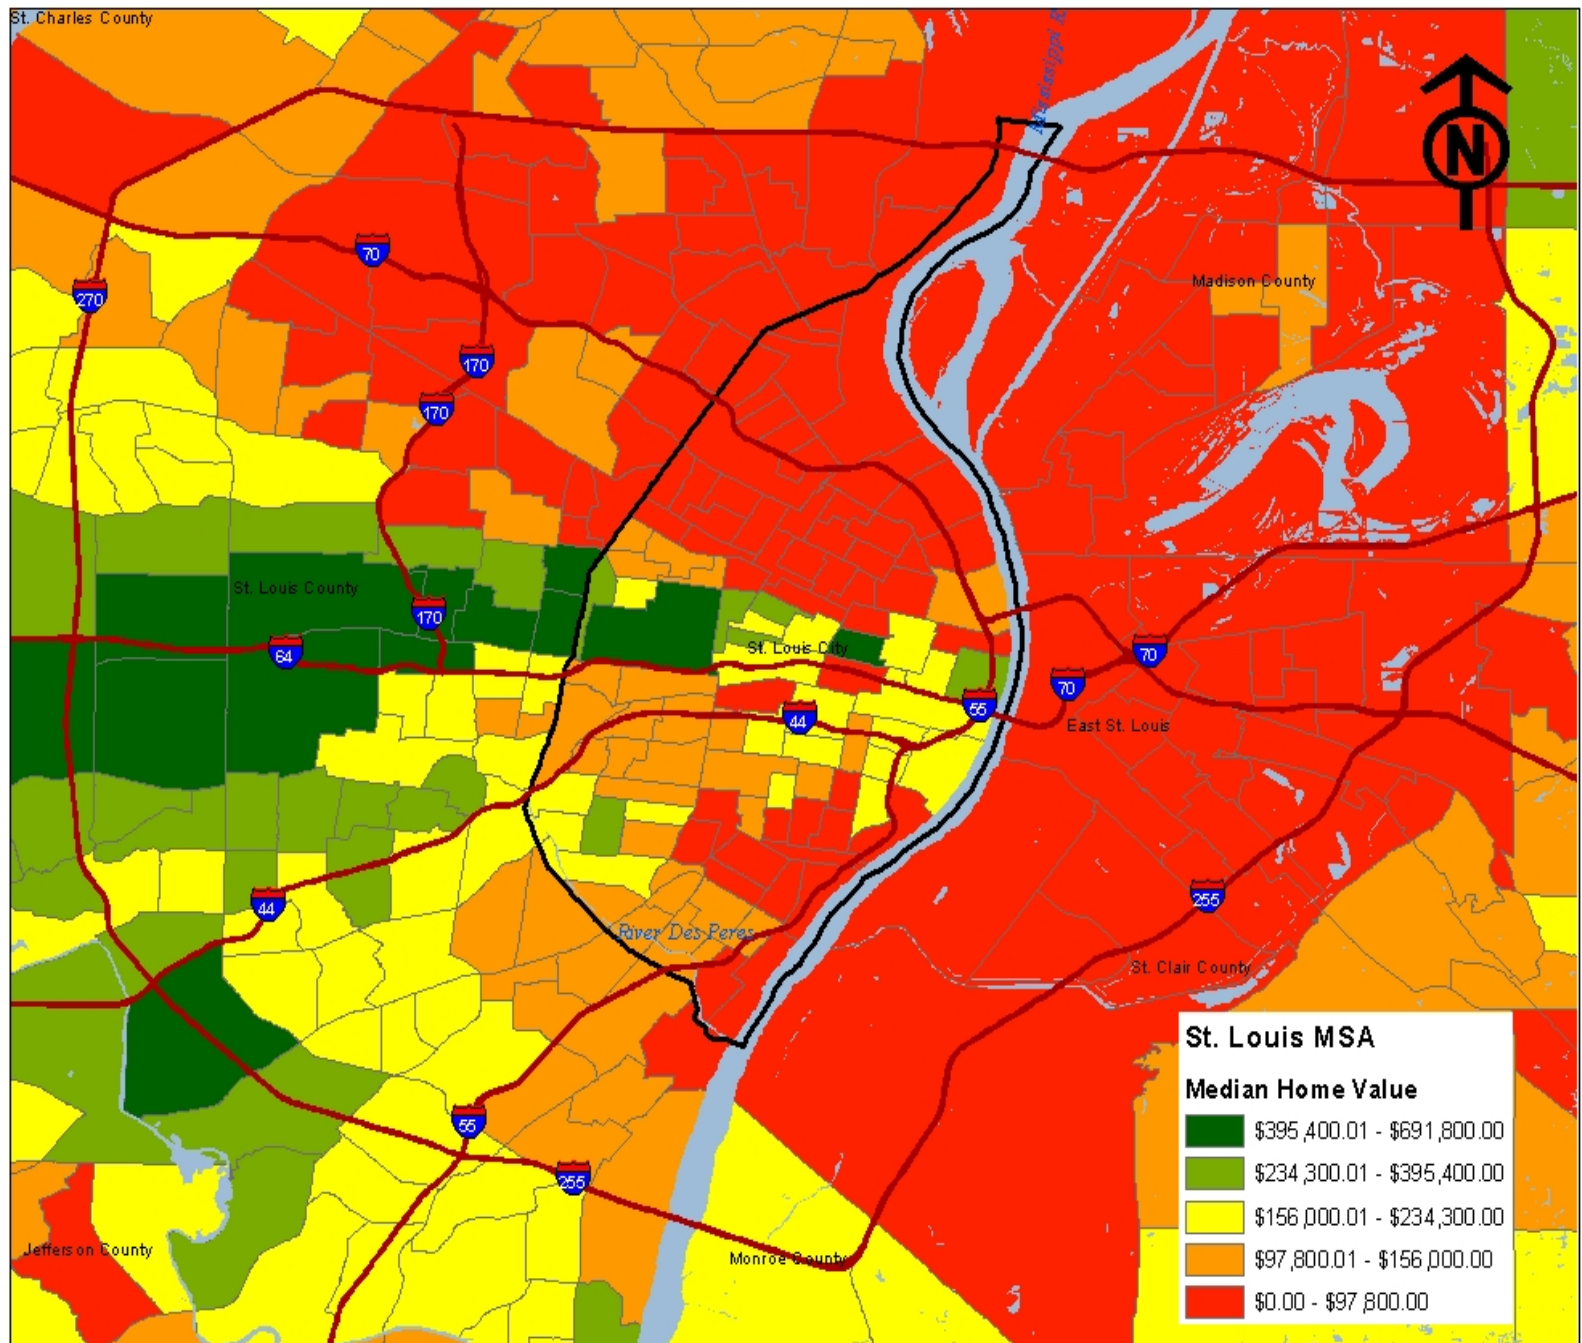 St. Charles County
Mississippi R
N
70
270
Madison County
170
170
St. Louis County
170
64
St. Louis City
70
70
55
44
East St. Louis
255
44
River Des Peres
St. Clair County
55
255
Jefferson County
Monroe County
St. Louis MSA
Median Home Value
$395,400.01 - $691,800.00
$234,300.01 - $395,400.00
$156,000.01 - $234,300.00
$97,800.01 - $156,000.00
$0.00 - $97,800.00